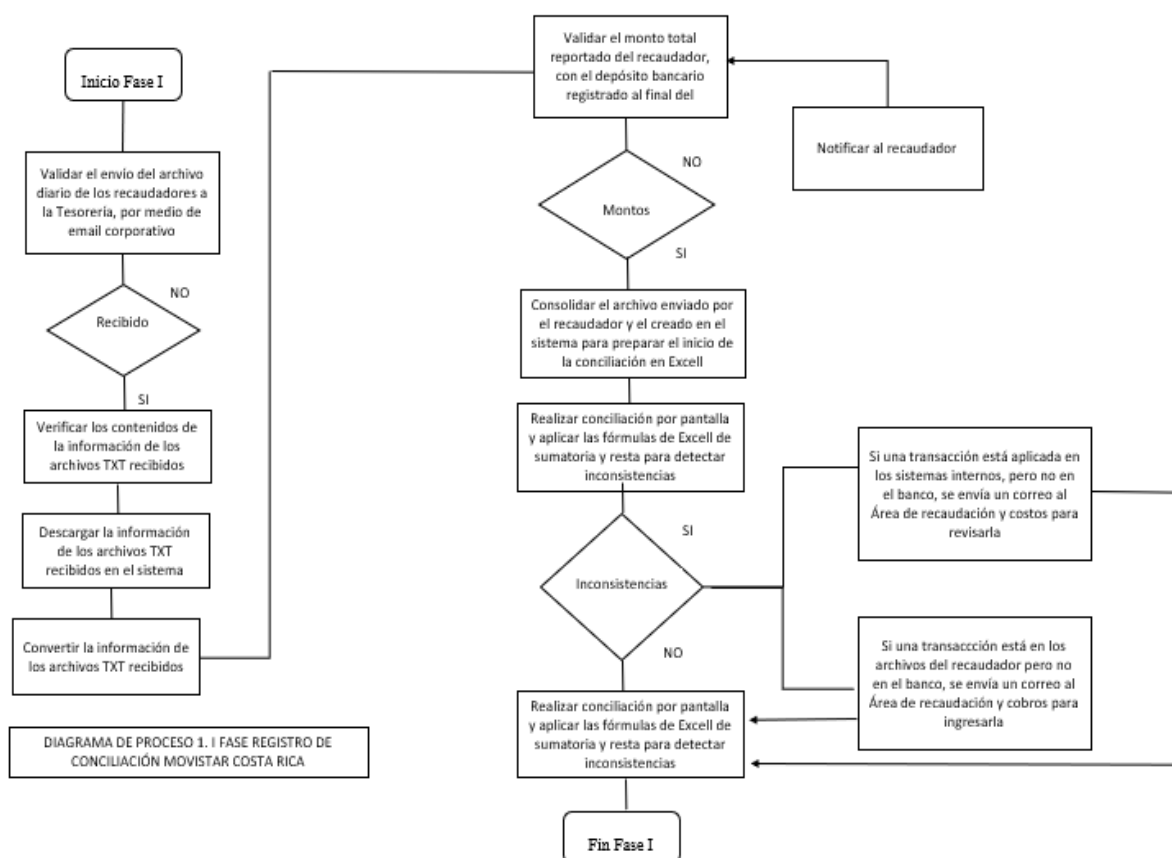 Inicio Fase I
Validar el envío del archivo
diario de los recaudadores a
la Tesorería, por medio de
email corporativo
NO
Recibido
SI
Verificar los contenidos de
la información de los
archivos TXT recibidos
Descargar la información
de los archivos TXT
recibidos en el sistema
Convertir la información de
los archivos TXT recibidos
DIAGRAMA DE PROCESO 1. I FASE REGISTRO DE
CONCILIACIÓN MOVISTAR COSTA RICA
Validar el monto total
reportado del recaudador,
con el depósito bancario
registrado al final del
Notificar al recaudador
NO
Montos
SI
Consolidar el archivo enviado por
el recaudador y el creado en el
sistema para preparar el inicio de
la conciliación en Excell
Realizar conciliación por pantalla
y aplicar las fórmulas de Excell de
sumatoria y resta para detectar
inconsistencias
SI
Inconsistencias
NO
Si una transacción está aplicada en
los sistemas internos, pero no en
el banco, se envía un correo al
Área de recaudación y costos para
revisarla
Si una transaccción está en los
archivos del recaudador pero no
en el banco, se envía un correo al
Área de recaudación y cobros para
ingresarla
Realizar conciliación por pantalla
y aplicar las fórmulas de Excell de
sumatoria y resta para detectar
inconsistencias
Fin Fase I